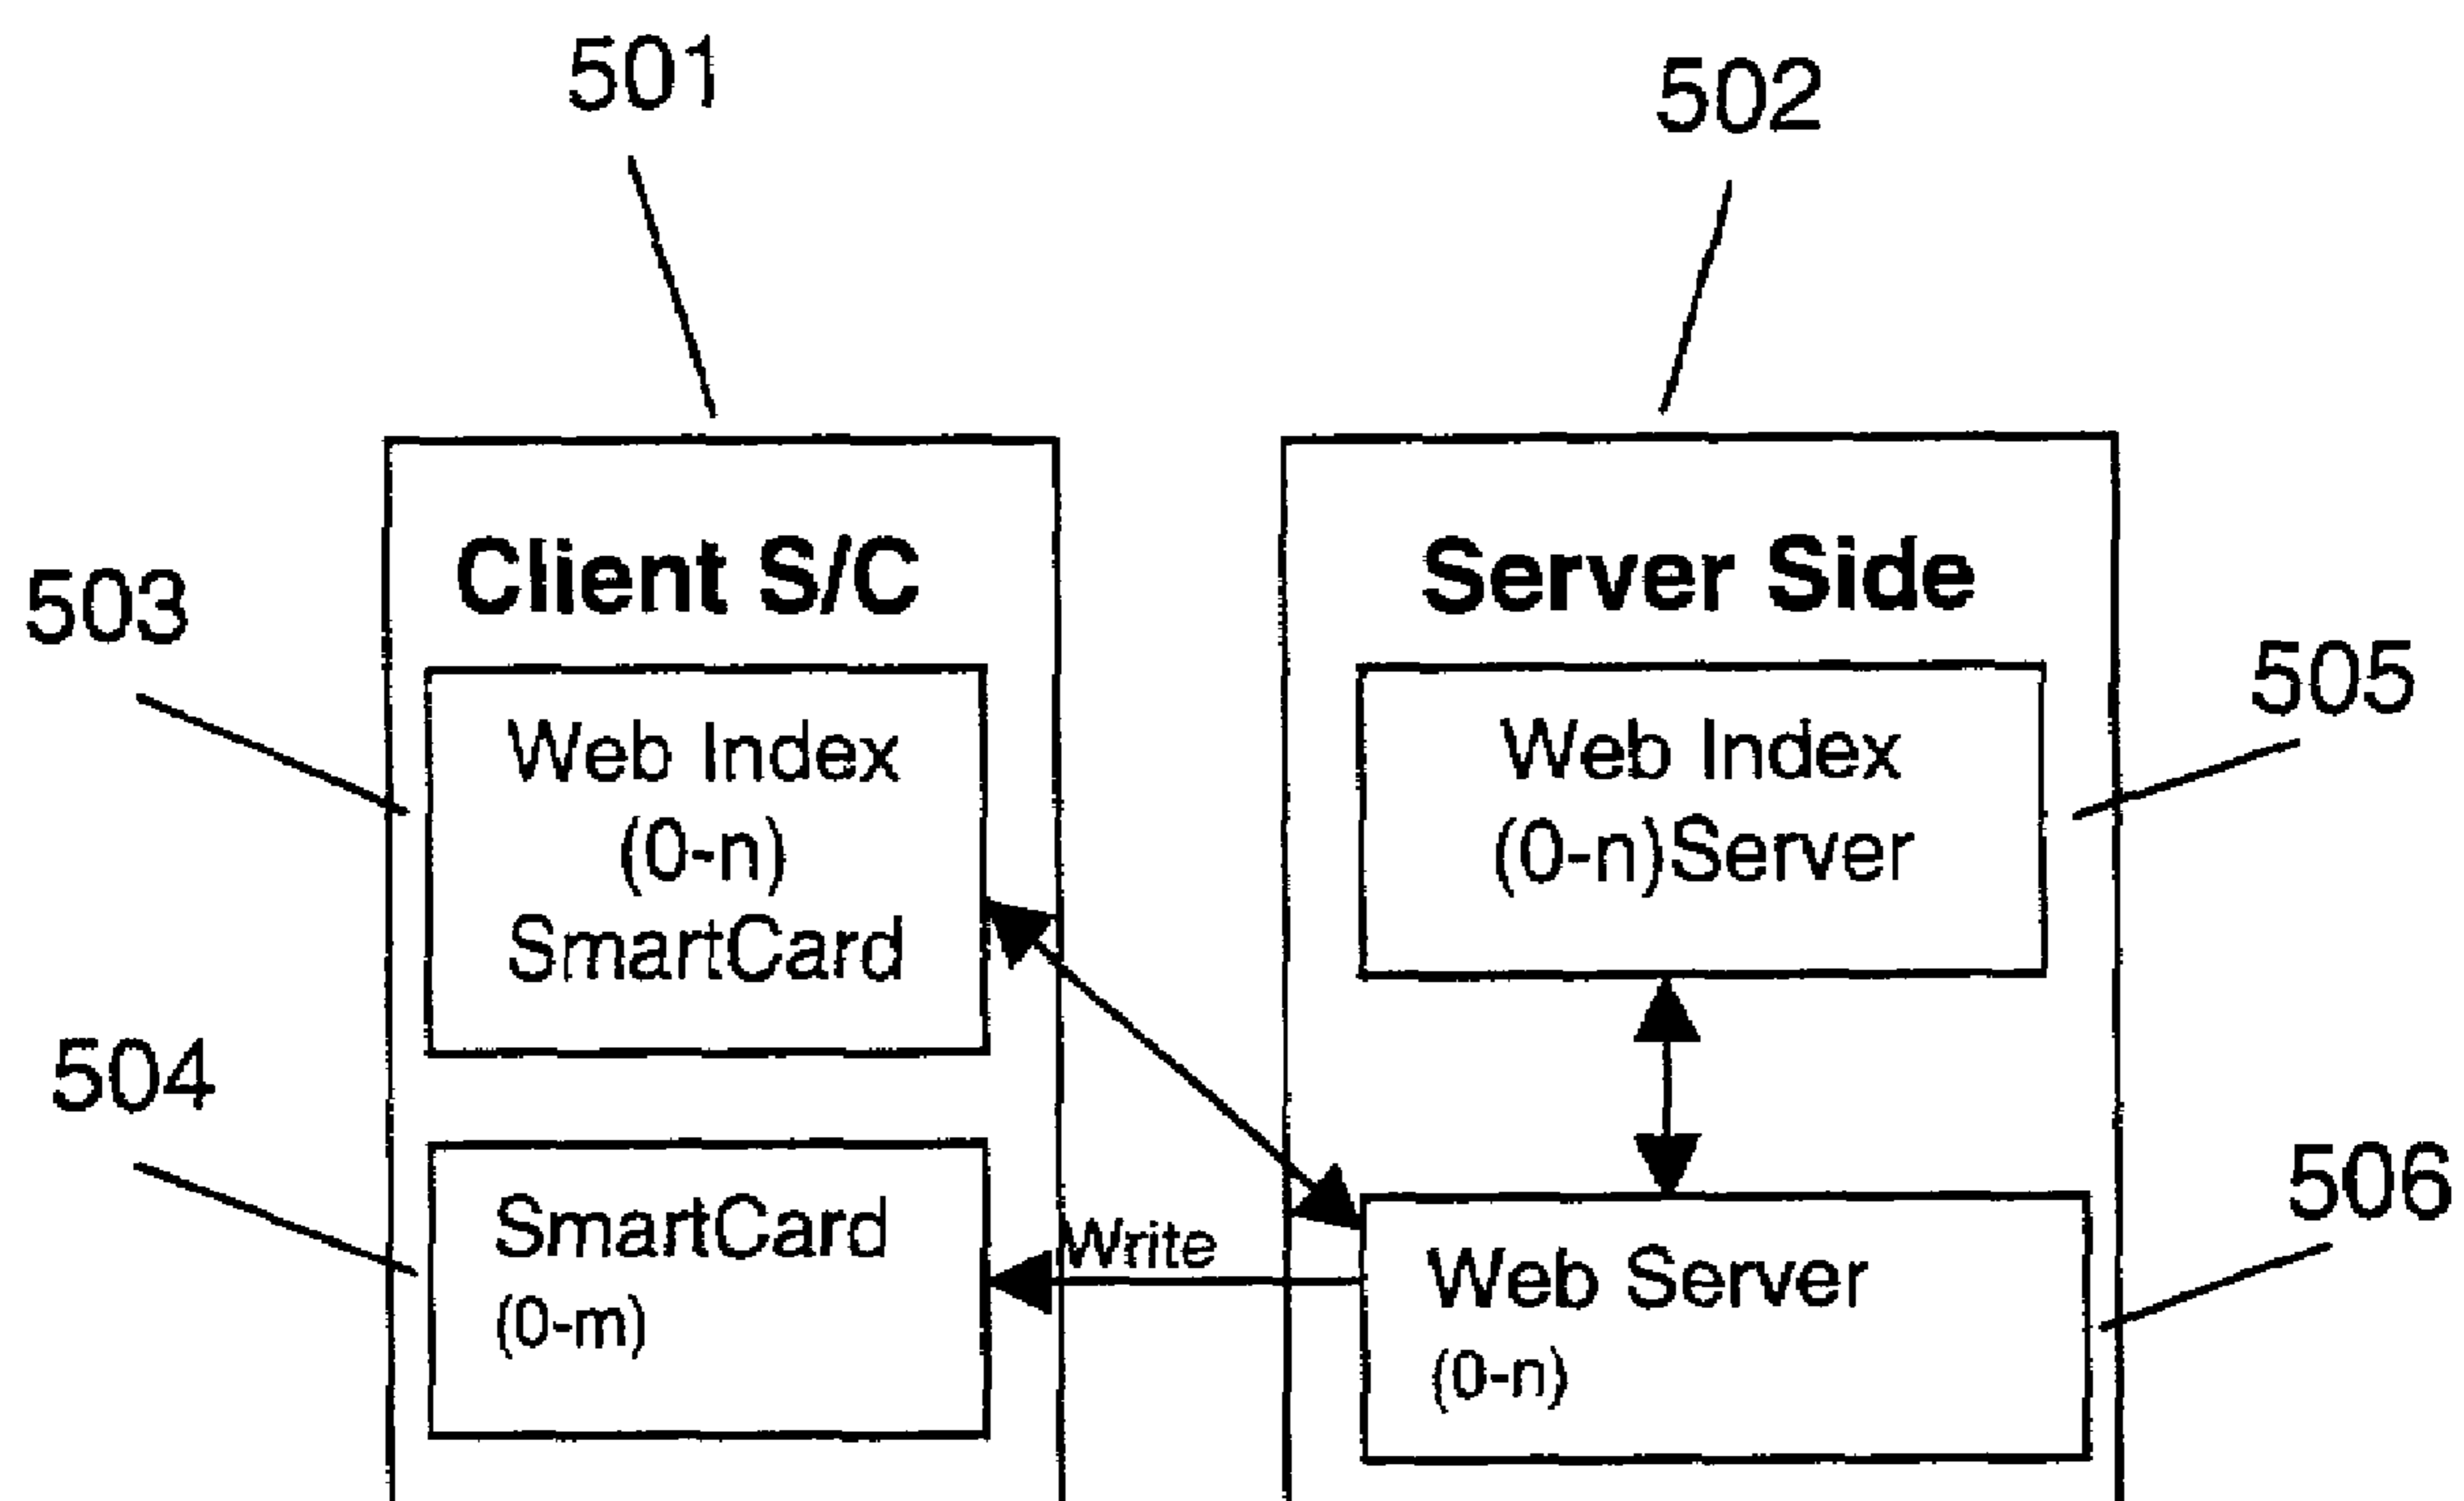 501
502
Client S/C
Server Side
503
505
Web Index
(0-n)
SmartCard
Web Index
(0-n)Server
504
506
SmartCard
(0-m)
Write
Web Server
(0-n)